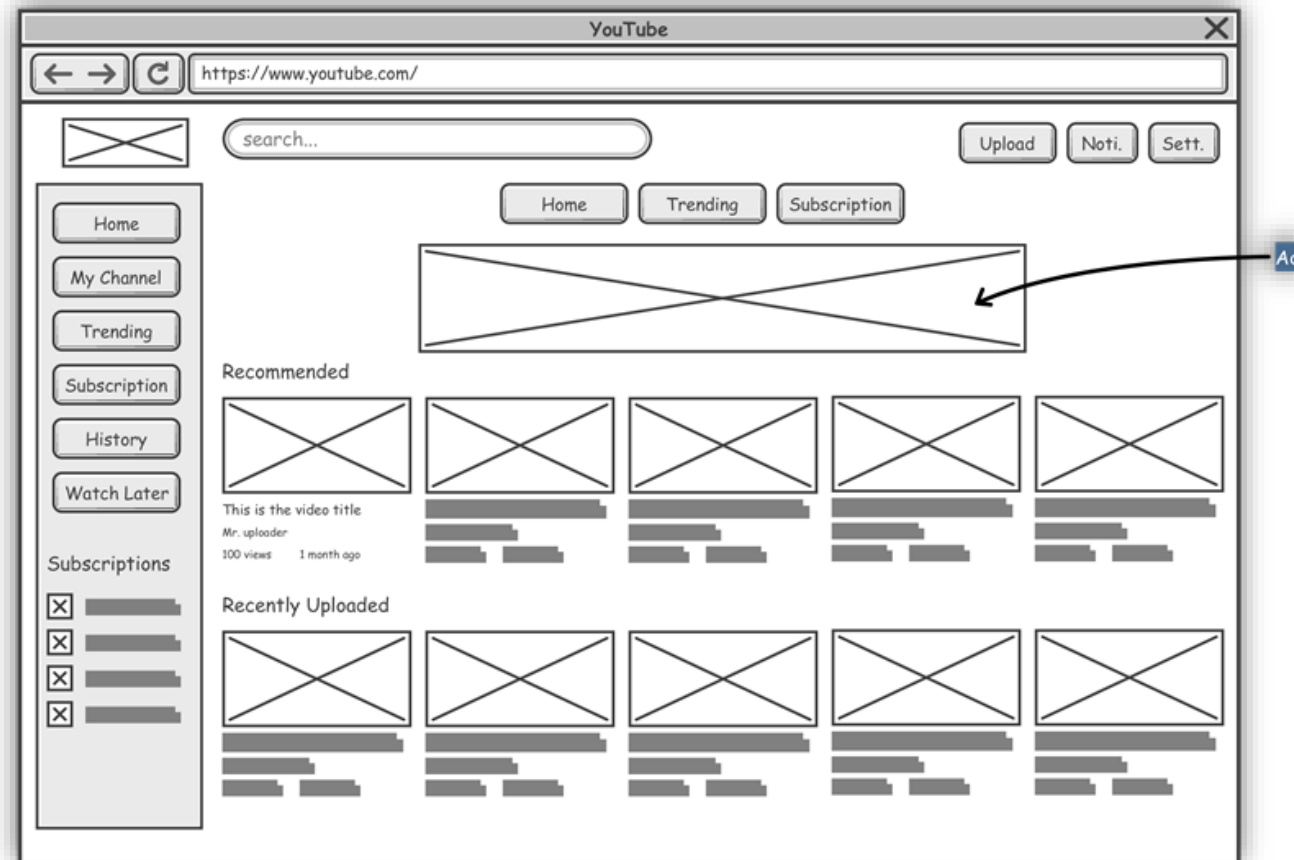 YouTube
https://www.youtube.com/
search...
Upload
Noti.
Sett.
Home
Trending
Subscription
Home
My Channel
Trending
Subscription
History
Watch Later
Subscriptions
Recommended
This is the video title
Mr. uploader
100 views 1 month ago
Recently Uploaded